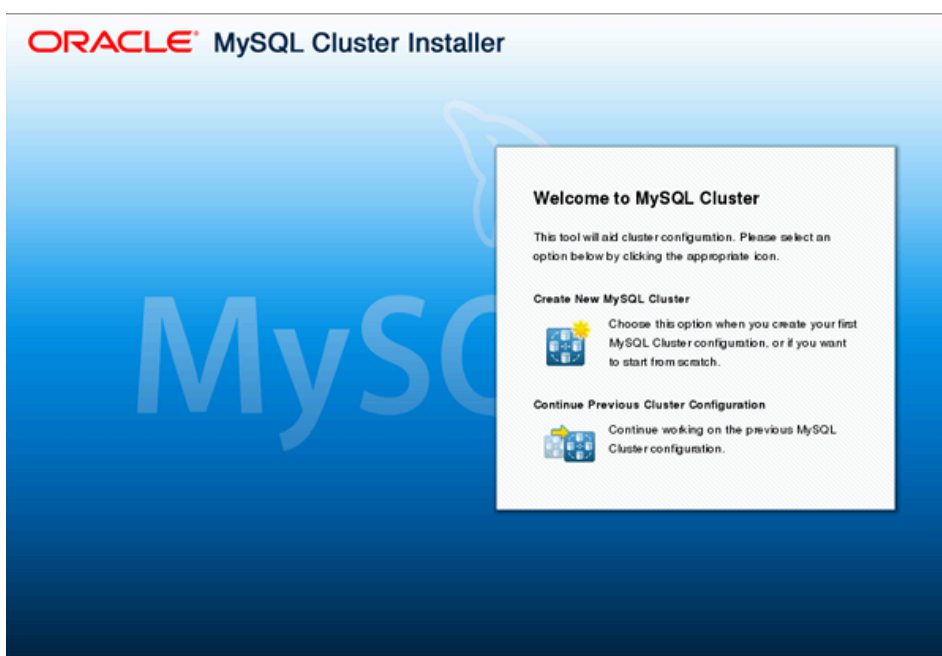 ORACLE® MySQL Cluster Installer
MySQ
Welcome to MySQL Cluster
This tool will aid cluster configuration. Please select an
option below by clicking the appropriate icon.
Create New MySQL Cluster
Choose this option when you create your first
MySQL Cluster configuration, or if you want
to start from scratch.
Continue Previous Cluster Configuration
Continue working on the previous MySQL
Cluster configuration.